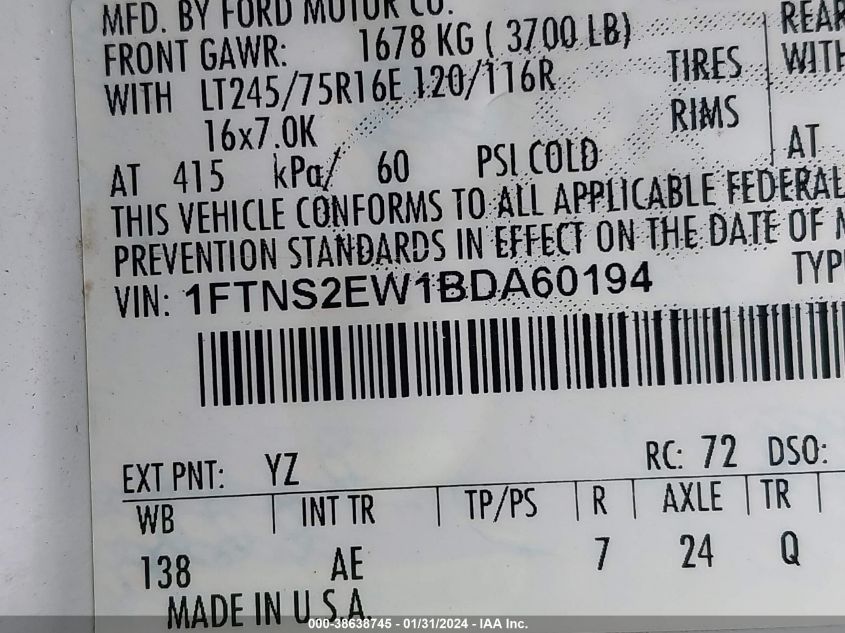 MFD. BY FORD MOTOR CO.
FRONT GAWR: 1678 KG ( 3700 LB)
WITH LT245/75R16E 120/116R TIRES
16x7.0K RIMS
AT 415 kPa/ 60 PSI COLD
REAR
WITH
AT
THIS VEHICLE CONFORMS TO ALL APPLICABLE FEDERAL
PREVENTION STANDARDS IN EFFECT ON THE DATE OF M
VIN: 1FTNS2EW1BDA60194 TYPE
EXT PNT: YZ RC: 72 DSO:
WB INT TR TP/PS R AXLE TR
138 AE 7 24 Q
MADE IN U.S.A.
000-38638745 - 01/31/2024 - IAA Inc.